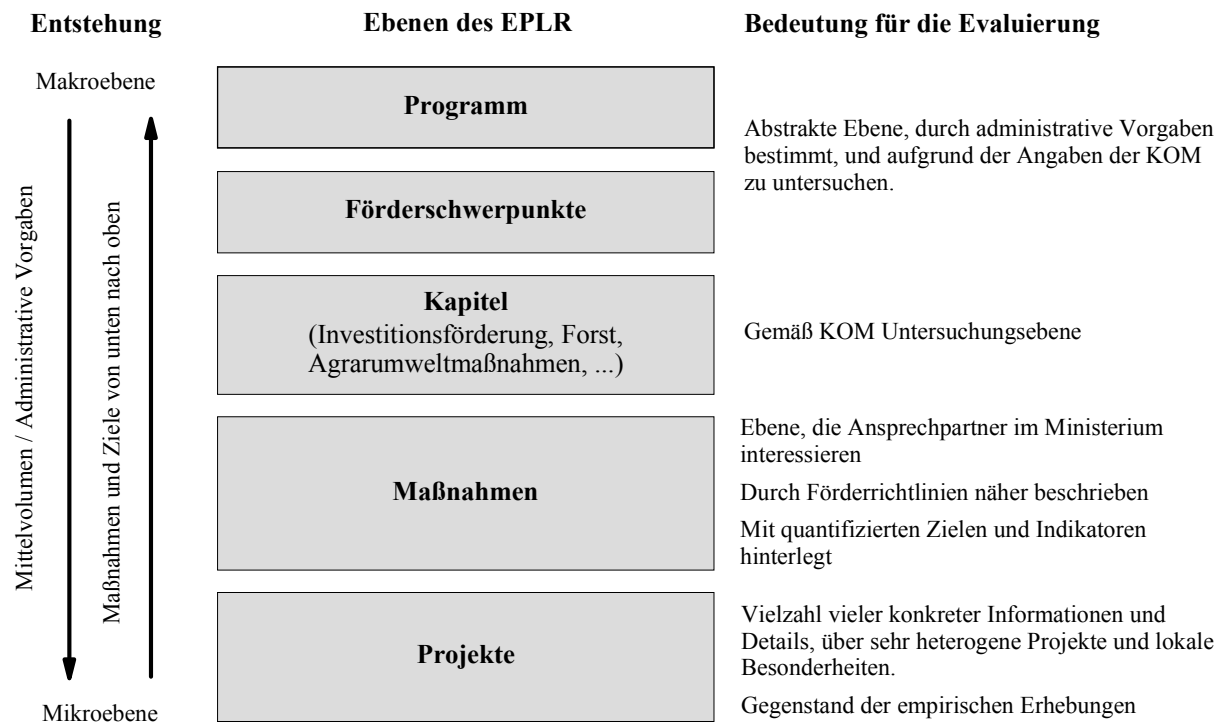 Entstehung
Ebenen des EPLR
Bedeutung für die Evaluierung
Makroebene
Mittelvolumen / Administrative Vorgaben
Maßnahmen und Ziele von unten nach oben
Mikroebene
Programm
Förderschwerpunkte
Abstrakte Ebene, durch administrative Vorgaben
bestimmt, und aufgrund der Angaben der KOM
zu untersuchen.
Kapitel
(Investitionsförderung, Forst,
Agrarumweltmaßnahmen, ...)
Gemäß KOM Untersuchungsebene
Maßnahmen
Ebene, die Ansprechpartner im Ministerium
interessieren
Durch Förderrichtlinien näher beschrieben
Mit quantifizierten Zielen und Indikatoren
hinterlegt
Projekte
Vielzahl vieler konkreter Informationen und
Details, über sehr heterogene Projekte und lokale
Besonderheiten.
Gegenstand der empirischen Erhebungen